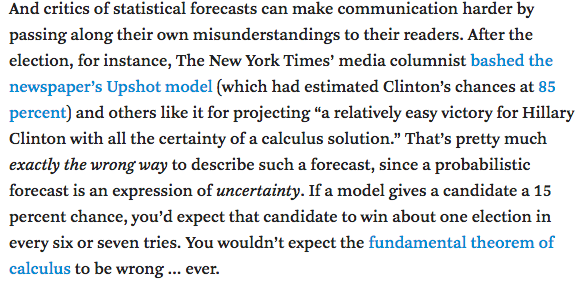 And critics of statistical forecasts can make communication harder by
passing along their own misunderstandings to their readers. After the
election, for instance, The New York Times’ media columnist bashed the
newspaper’s Upshot model (which had estimated Clinton’s chances at 85
percent) and others like it for projecting “a relatively easy victory for Hillary
Clinton with all the certainty of a calculus solution.” That’s pretty much
exactly the wrong way to describe such a forecast, since a probabilistic
forecast is an expression of uncertainty. If a model gives a candidate a 15
percent chance, you’d expect that candidate to win about one election in
every six or seven tries. You wouldn’t expect the fundamental theorem of
calculus to be wrong … ever.